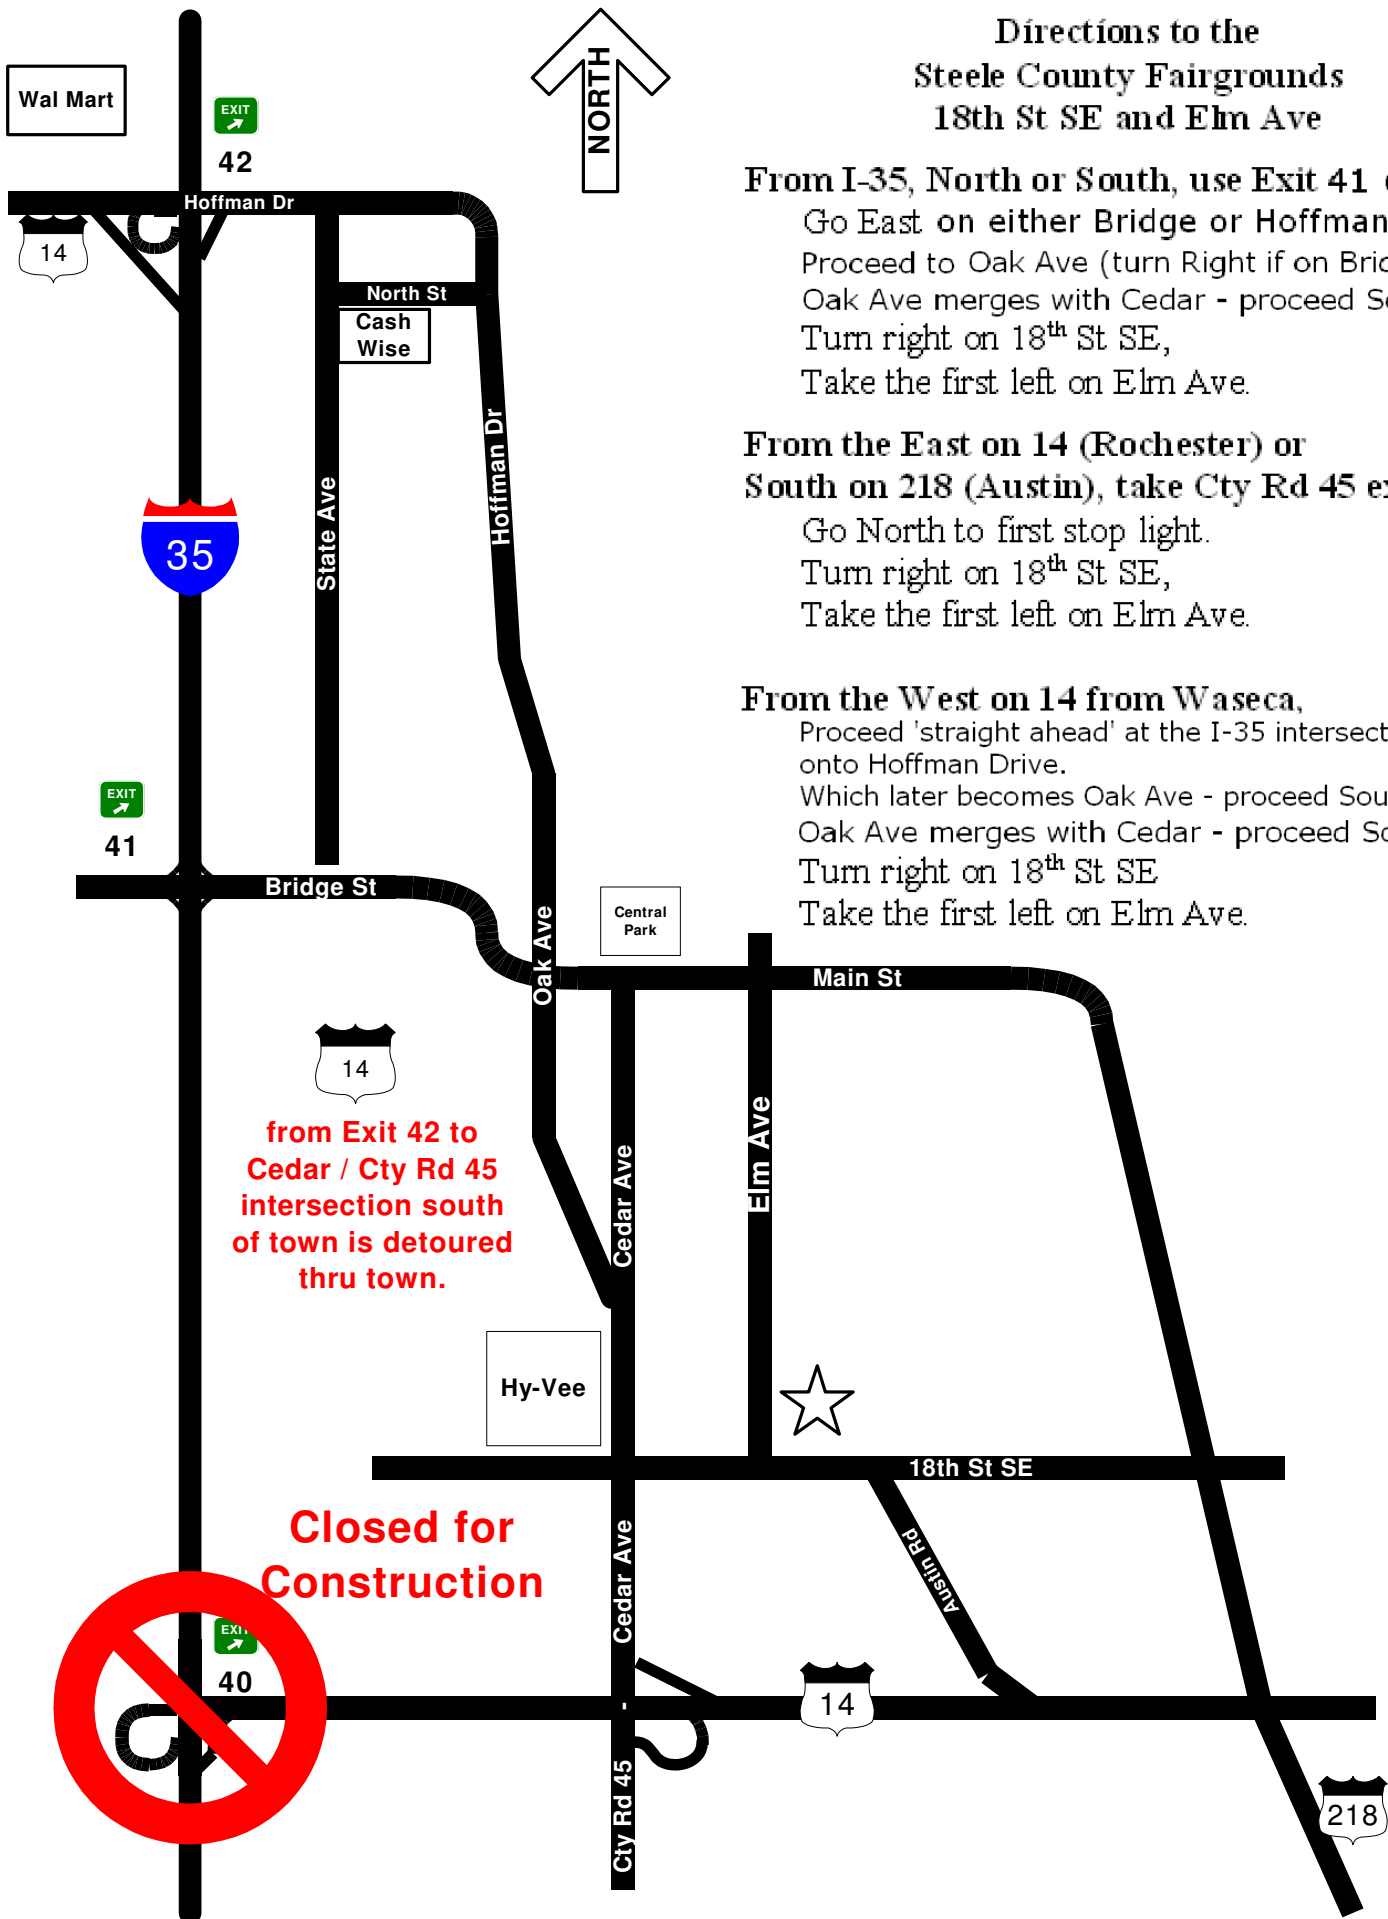 Directions to the
Steele County Fairgrounds
18th St SE and Elm Ave
From I-35, North or South, use Exit 41
Go East on either Bridge or Hoffman
Proceed to Oak Ave (turn Right if on
Oak Ave merges with Cedar - proceed
Turn right on 18th St SE,
Take the first left on Elm Ave.
From the East on 14 (Rochester) or
South on 218 (Austin), take Cty Rd 45
Go North to first stop light.
Turn right on 18th St SE,
Take the first left on Elm Ave.
From the West on 14 from Waseca,
Proceed 'straight ahead' at the I-35
onto Hoffman Drive.
Which later becomes Oak Ave - proceed
Oak Ave merges with Cedar - proceed
Turn right on 18th St SE
Take the first left on Elm Ave.
NORTH
Wal Mart
EXIT
42
Hoffman Dr
14
North St
Cash
Wise
Hoffman Dr
State Ave
35
EXIT
41
Bridge St
Oak Ave
Central
Park
Main St
14
from Exit 42 to
Cedar / Cty Rd 45
intersection south
of town is detoured
thru town.
Cedar Ave
Elm Ave
Hy-Vee
18th St SE
Closed for
Construction
Cedar Ave -
Cty Rd 45
Austin Rd
EXIT
40
14
218